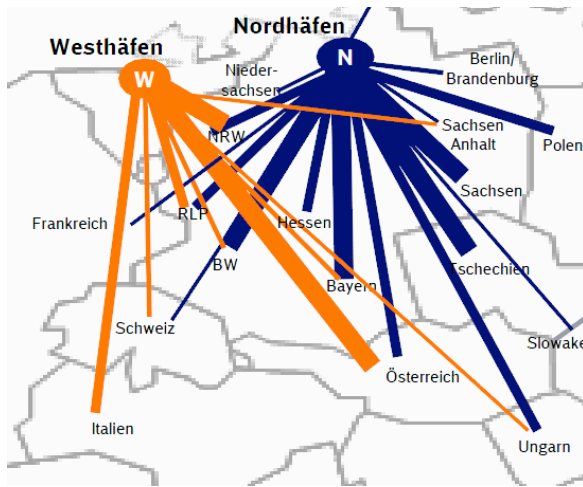 Nordhäfen
Westhäfen
N
W
Berlin/
Brandenburg
Nieder-
sachsen
NRW
Sachsen
Anhalt
Polen
Sachsen
RLP
Hessen
Frankreich
BW
Tschechien
Bayern
Schweiz
Slowake
Österreich
Italien
Ungarn